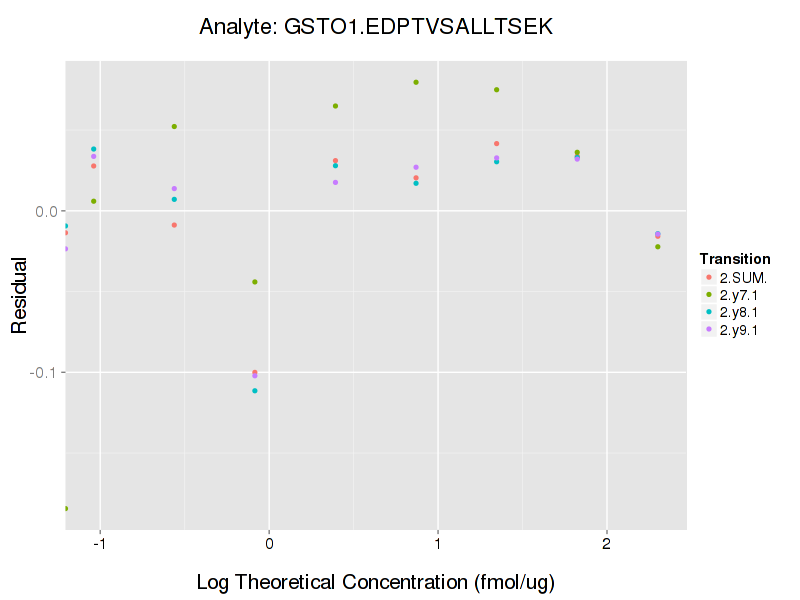 Analyte: GSTO1.EDPTVSALLTSEK
Residual
0.0
-0.1
-1
0
1
2
Log Theoretical Concentration (fmol/ug)
Transition
2.SUM.
2.y7.1
2.y8.1
2.y9.1